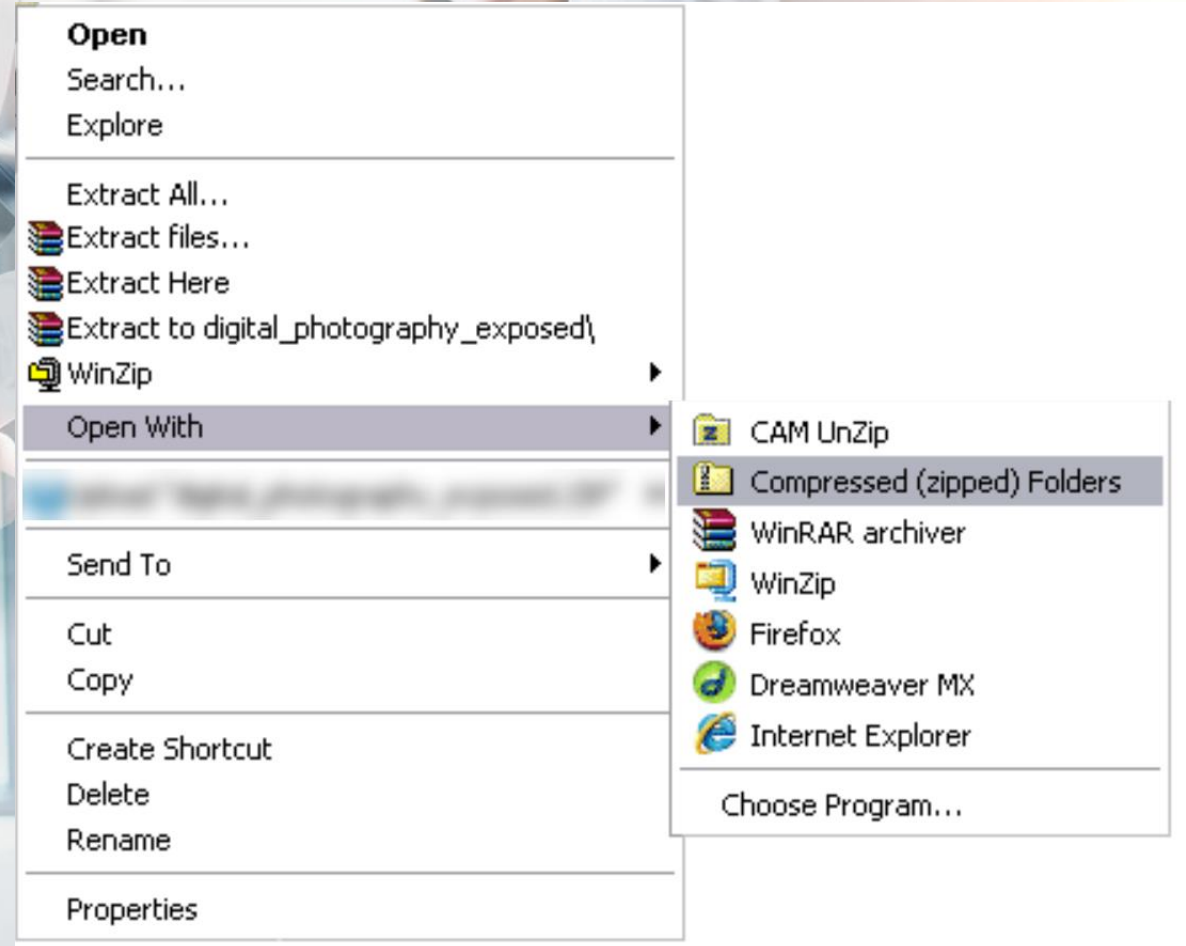 Open
Search...
Explore
Extract All...
Extract files...
Extract Here
Extract to digital_photography_exposed\
WinZip
Open With
Send To
Cut
Copy
Create Shortcut
Delete
Rename
Properties
CAM UnZip
Compressed (zipped) Folders
WinRAR archiver
WinZip
Firefox
Dreamweaver MX
Internet Explorer
Choose Program...